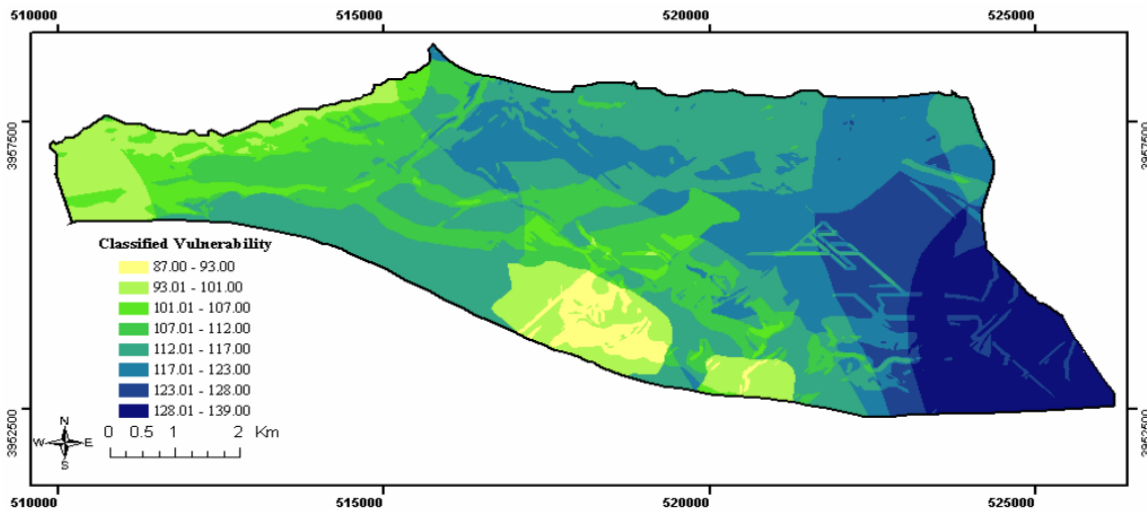 510000 515000 520000 525000
3957500 3957500
Classified Vulnerability
87.00 - 93.00
93.01 - 101.00
101.01 - 107.00
107.01 - 112.00
112.01 - 117.00
117.01 - 123.00
123.01 - 128.00
128.01 - 139.00
3952500 3952500
N
W E
S
0 0.5 1 2 Km
510000 515000 520000 525000